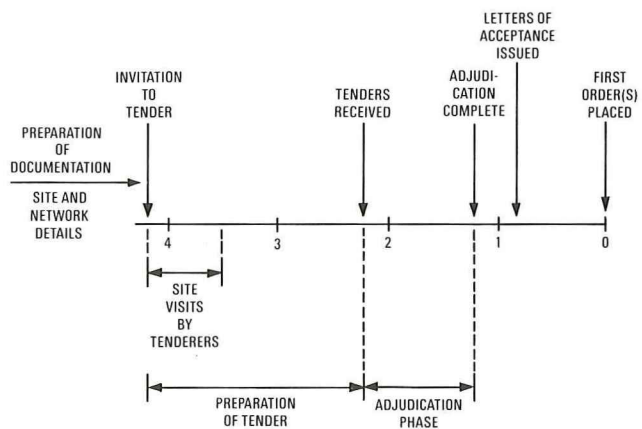 LETTERS OF
ACCEPTANCE
ISSUED
INVITATION
TO
TENDER
TENDERS
RECEIVED
ADJUDI-
CATION
COMPLETE
FIRST
ORDER(S)
PLACED
PREPARATION
OF
DOCUMENTATION
SITE AND
NETWORK
DETAILS
4 3 2 1 0
SITE
VISITS
BY
TENDERERS
PREPARATION
OF TENDER
ADJUDICATION
PHASE